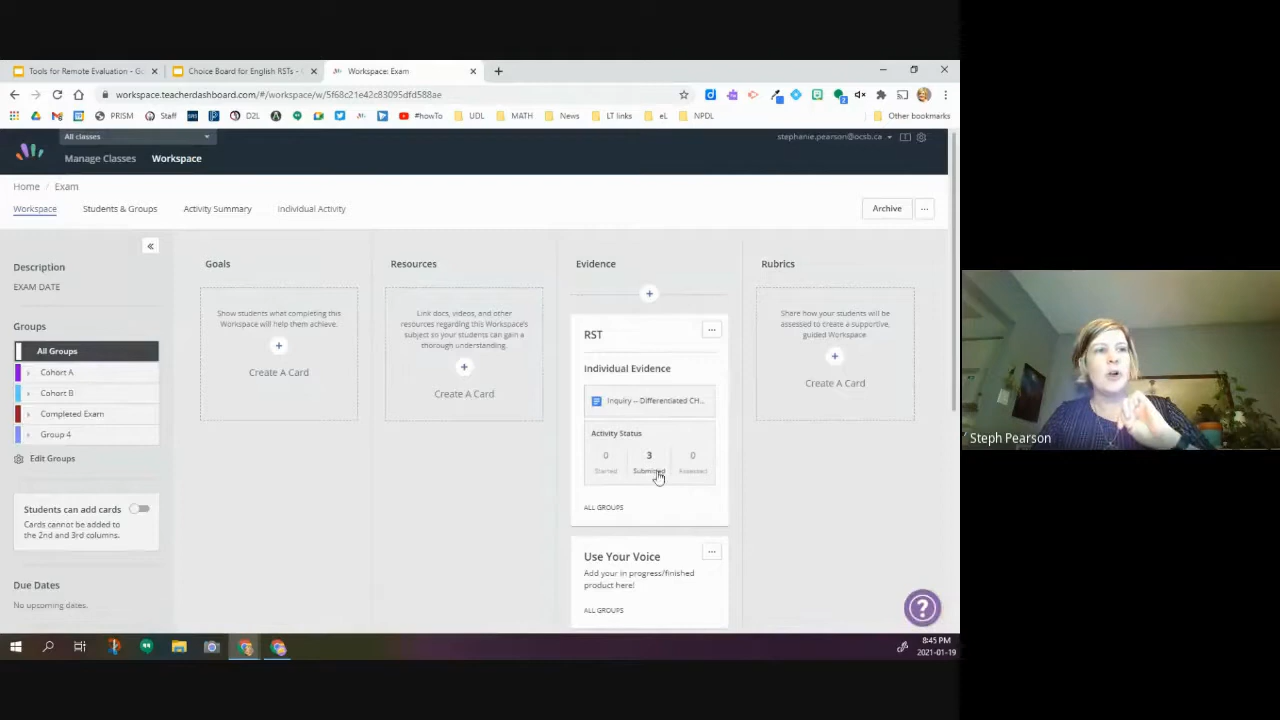 Tools for Remote Evaluation - G
Choice Board for English RSTs -
Workspace: Exam
workspace.teacherdashboard.com/#/workspace/w/5f68c21e42c83095dfd588ae
PRISM
Staff
D2L
#howTo
UDL
MATH
News
LT links
eL
NPDL
Other bookmarks
All classes
stephanie.pearson@ocsb.ca
Manage Classes
Workspace
Home / Exam
Workspace
Students & Groups
Activity Summary
Individual Activity
Archive
Description
EXAM DATE
Groups
All Groups
Cohort A
Cohort B
Completed Exam
Group 4
Edit Groups
Students can add cards
Cards cannot be added to
the 2nd and 3rd columns.
Due Dates
No upcoming dates.
Goals
Show students what completing this
Workspace will help them achieve.
Create A Card
Resources
Link docs, videos, and other
resources regarding this Workspace's
subject so your students can gain a
thorough understanding.
Create A Card
Evidence
RST
Individual Evidence
Inquiry – Differentiated CH...
Activity Status
0
3
0
Started
Submitted
Assessed
ALL GROUPS
Use Your Voice
Add your in progress/finished
product here!
ALL GROUPS
Rubrics
Share how your students will be
assessed to create a supportive,
guided Workspace
Create A Card
8:45 PM
2021-01-19
Steph Pearson